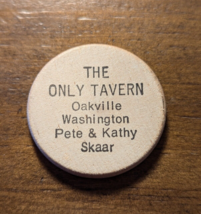 THE
ONLY TAVERN
Oakville
Washington
Pete & Kathy
Skaar